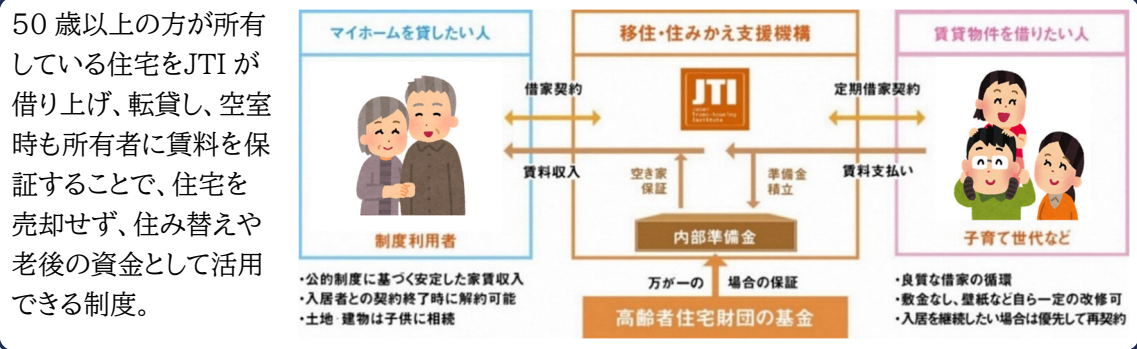 50 歳以上の方が所有
している住宅をJTI が
借り上げ、転貸し、空室
時も所有者に賃料を保
証することで、住宅を
売却せず、住み替えや
老後の資金として活用
できる制度。
マイホームを貸したい人
制度利用者
・公的制度に基づく安定した家賃収入
・入居者との契約終了時に解約可能
・土地・建物は子供に相続
借家契約
賃料収入
移住・住みかえ支援機構
JTI
Japan
Trans-housing
Institute
空き家
保証
準備金
積立
内部準備金
万が一の 場合の保証
高齢者住宅財団の基金
定期借家契約
賃料支払い
賃貸物件を借りたい人
子育て世代など
・良質な借家の循環
・敷金なし、壁紙など自ら一定の改修可
・入居を継続したい場合は優先して再契約